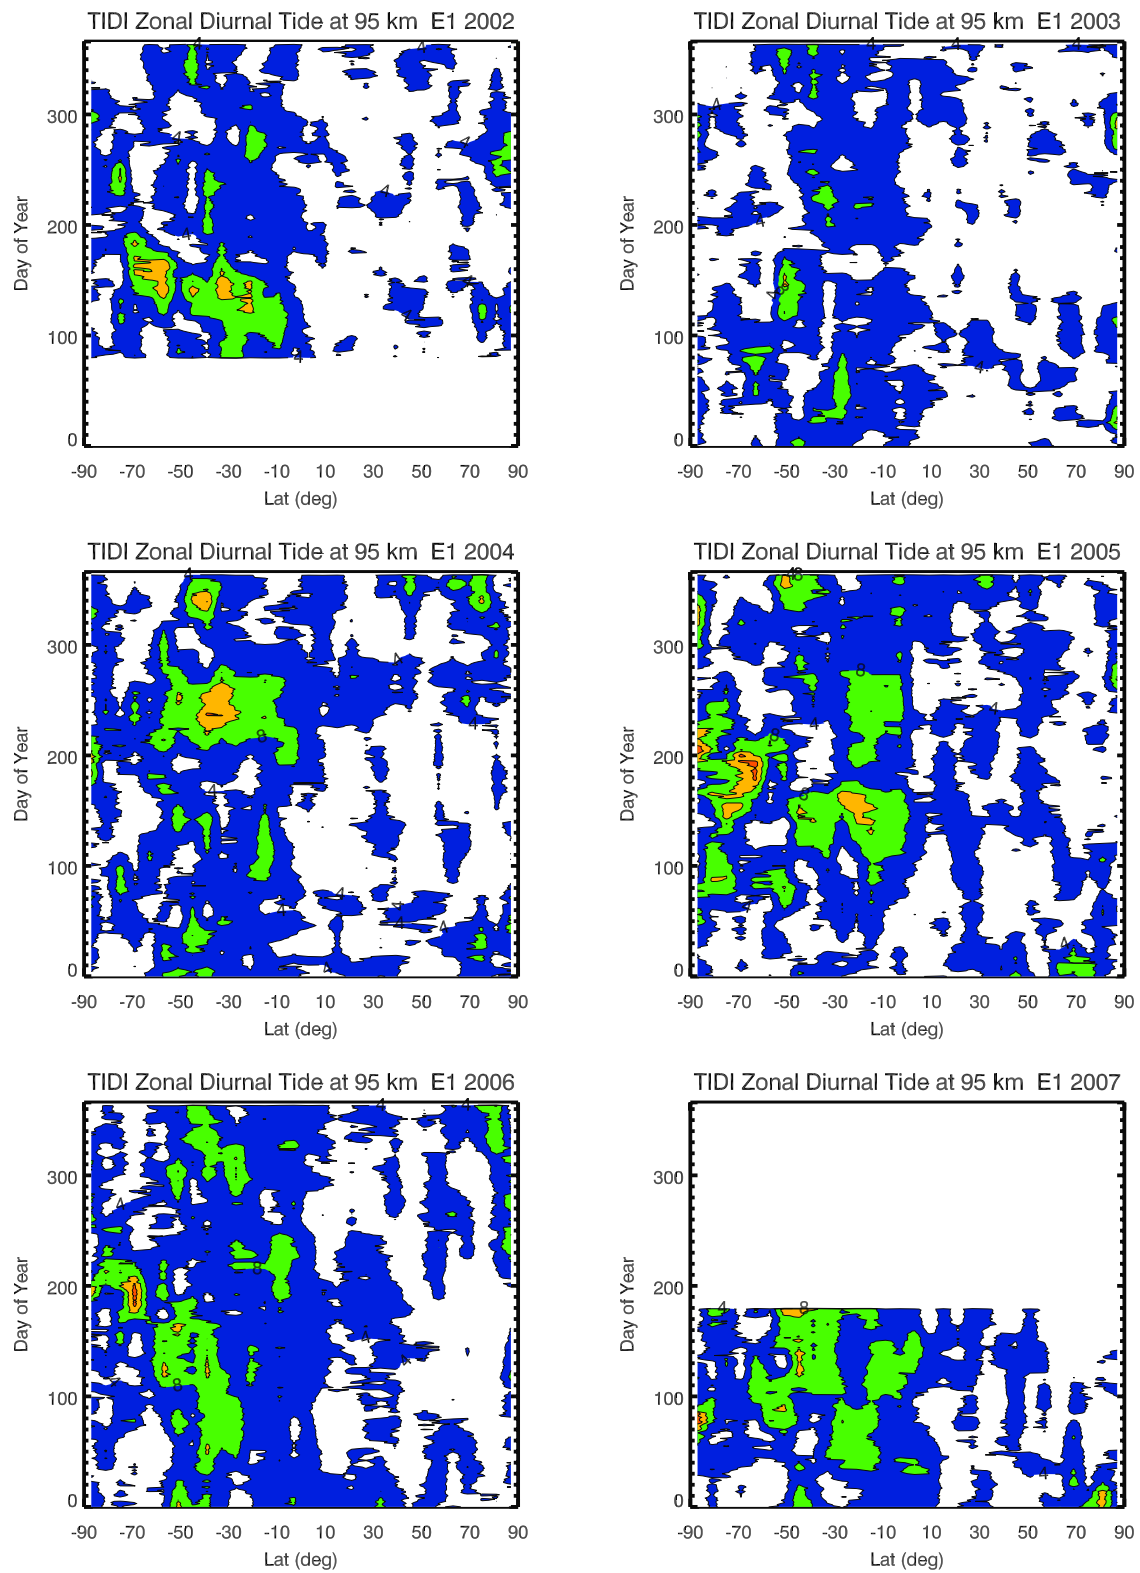 TIDI Zonal Diurnal Tide at 95 km  E1 2002
300
200
100
0
Day of Year
-90 -70 -50 -30 -10 10 30 50 70 90
Lat (deg)
TIDI Zonal Diurnal Tide at 95 km  E1 2003
300
200
100
0
Day of Year
-90 -70 -50 -30 -10 10 30 50 70 90
Lat (deg)
TIDI Zonal Diurnal Tide at 95 km  E1 2004
300
200
100
0
Day of Year
-90 -70 -50 -30 -10 10 30 50 70 90
Lat (deg)
TIDI Zonal Diurnal Tide at 95 km  E1 2005
300
200
100
0
Day of Year
-90 -70 -50 -30 -10 10 30 50 70 90
Lat (deg)
TIDI Zonal Diurnal Tide at 95 km  E1 2006
300
200
100
0
Day of Year
-90 -70 -50 -30 -10 10 30 50 70 90
Lat (deg)
TIDI Zonal Diurnal Tide at 95 km  E1 2007
300
200
100
0
Day of Year
-90 -70 -50 -30 -10 10 30 50 70 90
Lat (deg)